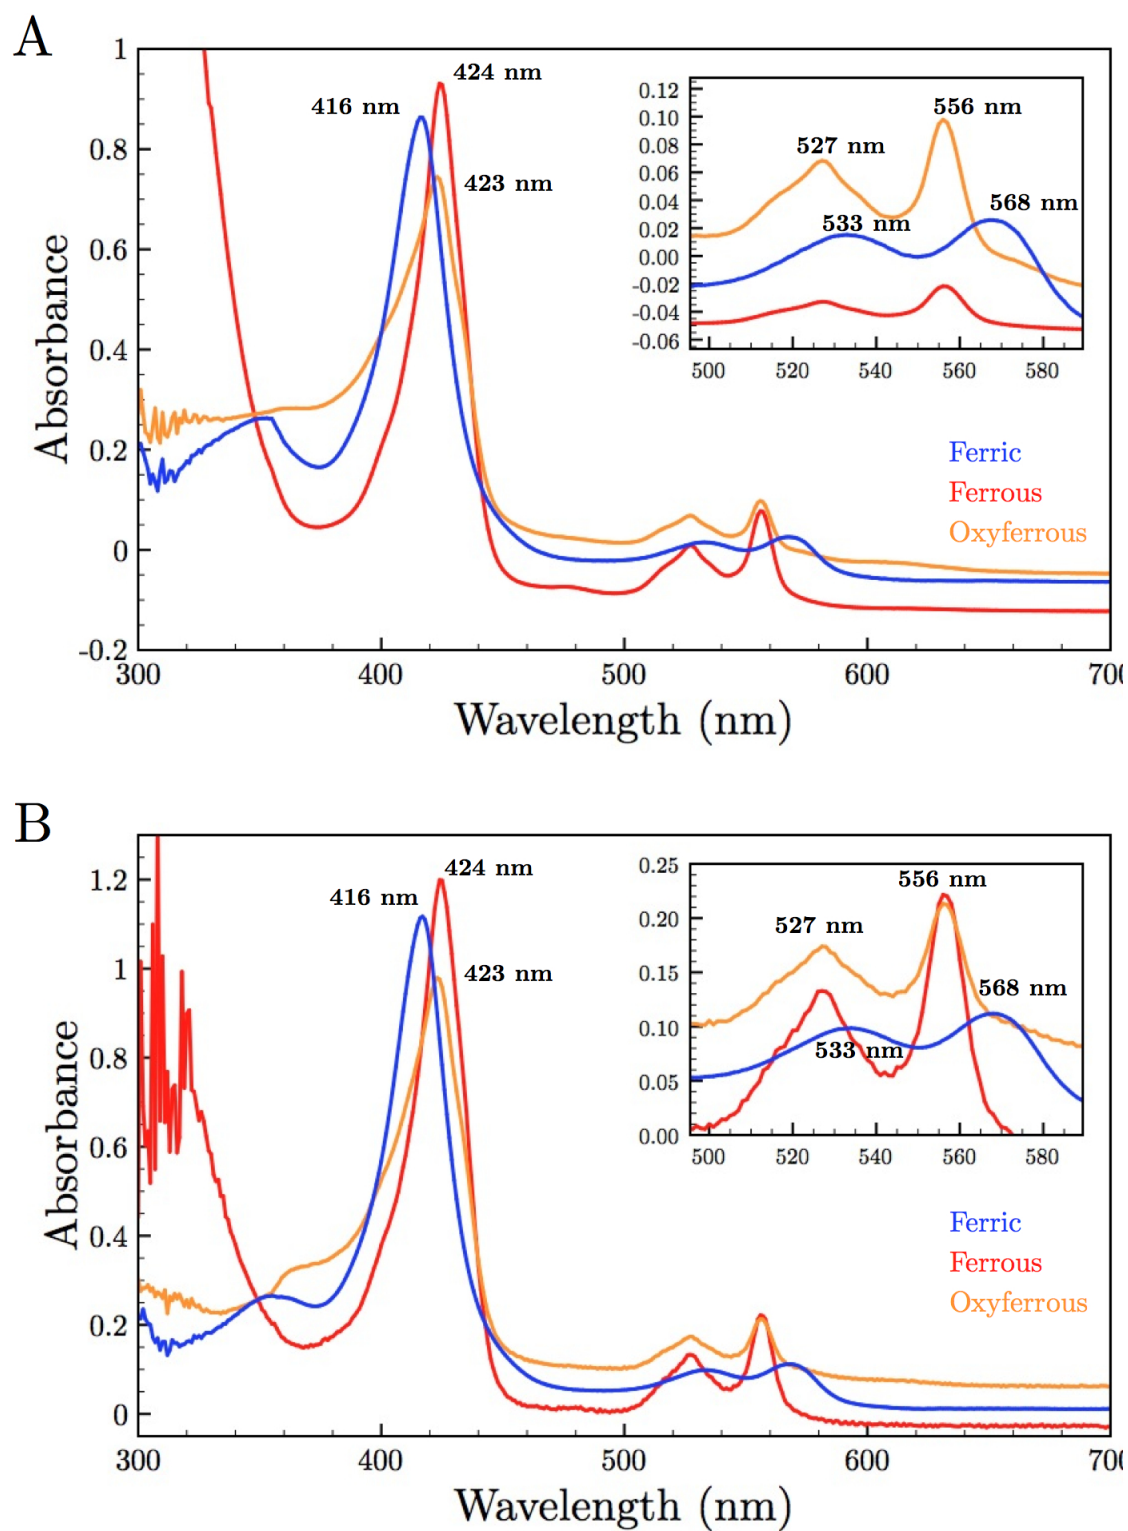 A
1
0.8
0.6
0.4
0.2
0
-0.2
300
400
500
600
700
Absorbance
Wavelength (nm)
416 nm
424 nm
423 nm
0.12
0.10
0.08
0.06
0.04
0.02
0.00
-0.02
-0.04
-0.06
500
520
540
560
580
527 nm
556 nm
533 nm
568 nm
Ferric
Ferrous
Oxyferrous
B
1.2
1
0.8
0.6
0.4
0.2
0
300
400
500
600
700
Absorbance
Wavelength (nm)
416 nm
424 nm
423 nm
0.25
0.20
0.15
0.10
0.05
0.00
500
520
540
560
580
527 nm
556 nm
533 nm
568 nm
Ferric
Ferrous
Oxyferrous